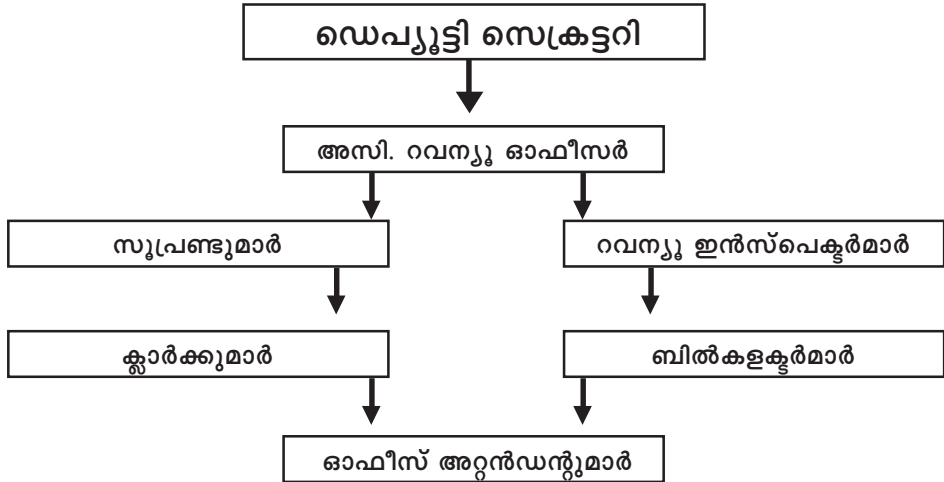 ഡെപ്യൂട്ടി സെക്രട്ടറി
അസി. റവന്യൂ ഓഫീസർ
സൂപ്രണ്ടുമാർ
റവന്യൂ ഇൻസ്പെക്ടർമാർ
ക്ലാർക്കുമാർ
ബിൽകളക്ടർമാർ
ഓഫീസ് അറ്റൻഡന്റുമാർ